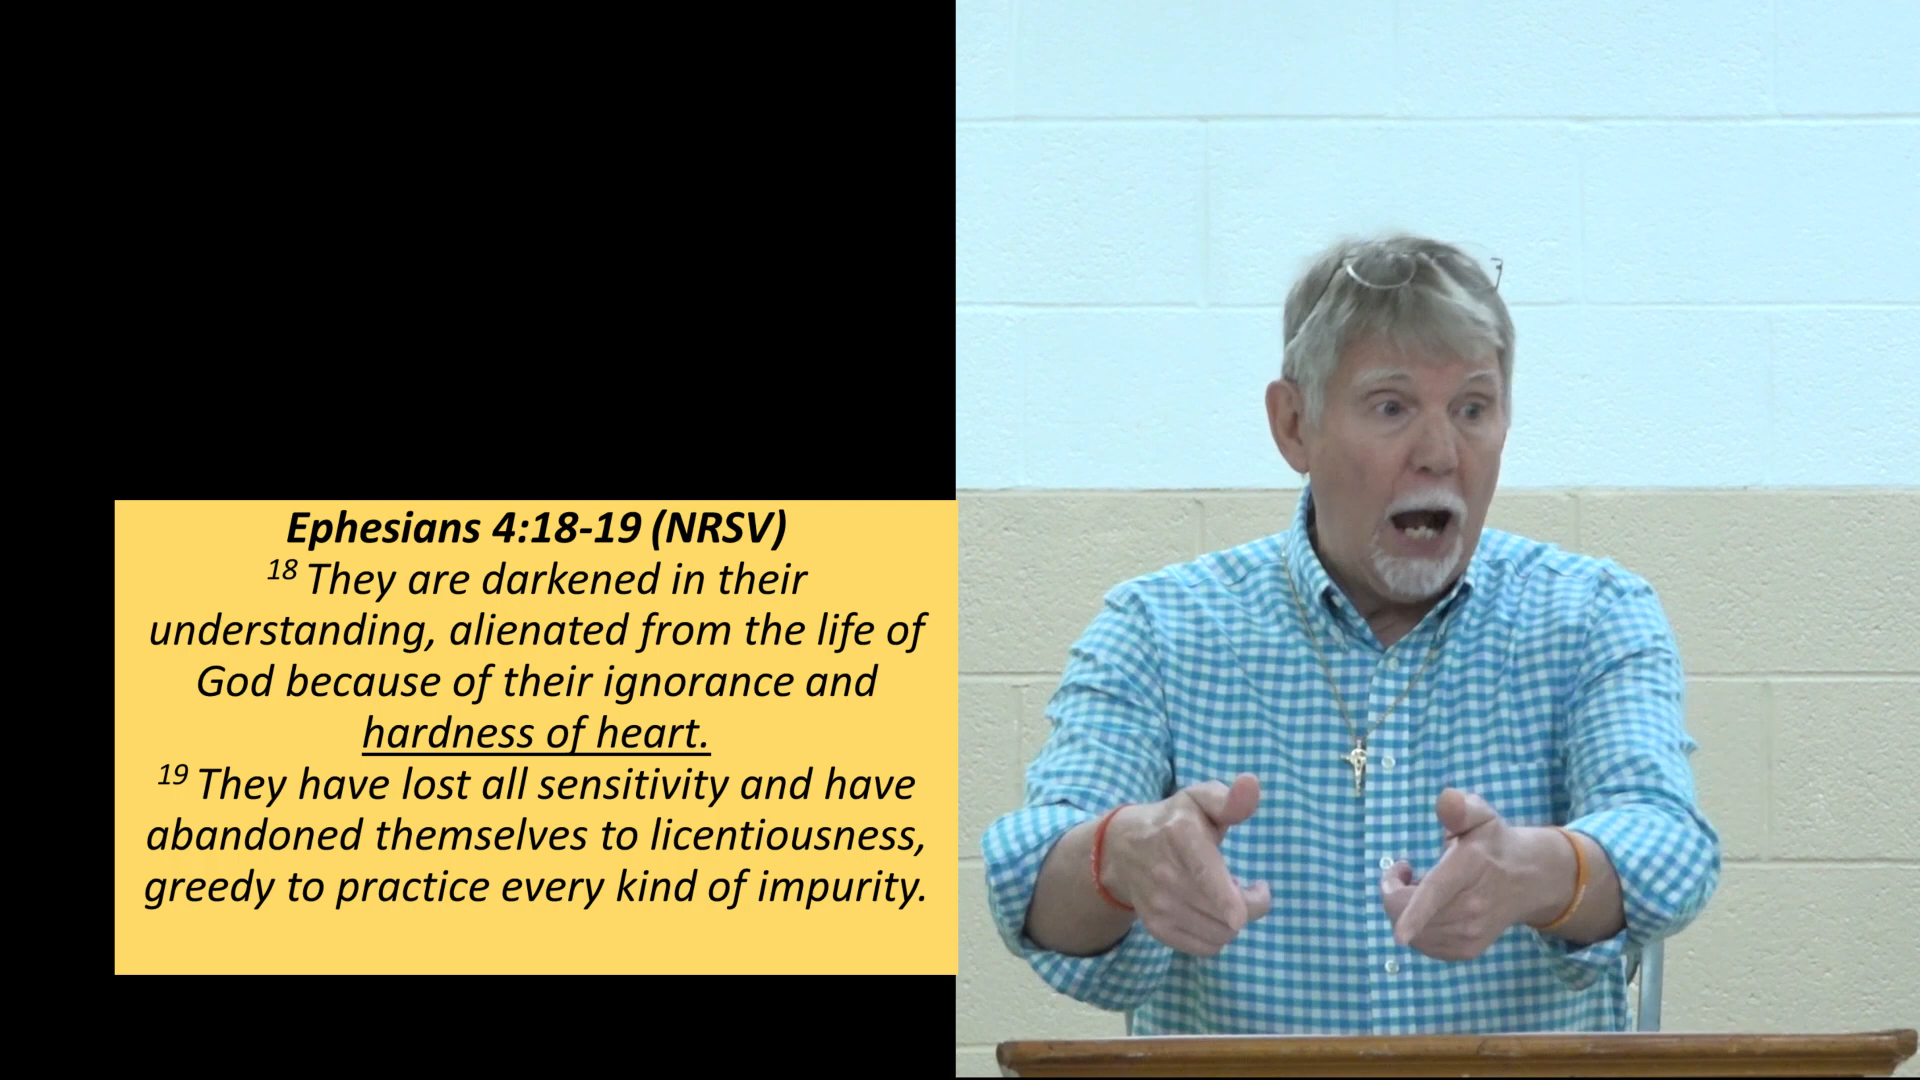 Ephesians 4:18-19 (NRSV)
18 They are darkened in their
understanding, alienated from the life of
God because of their ignorance and
hardness of heart.
19 They have lost all sensitivity and have
abandoned themselves to licentiousness,
greedy to practice every kind of impurity.